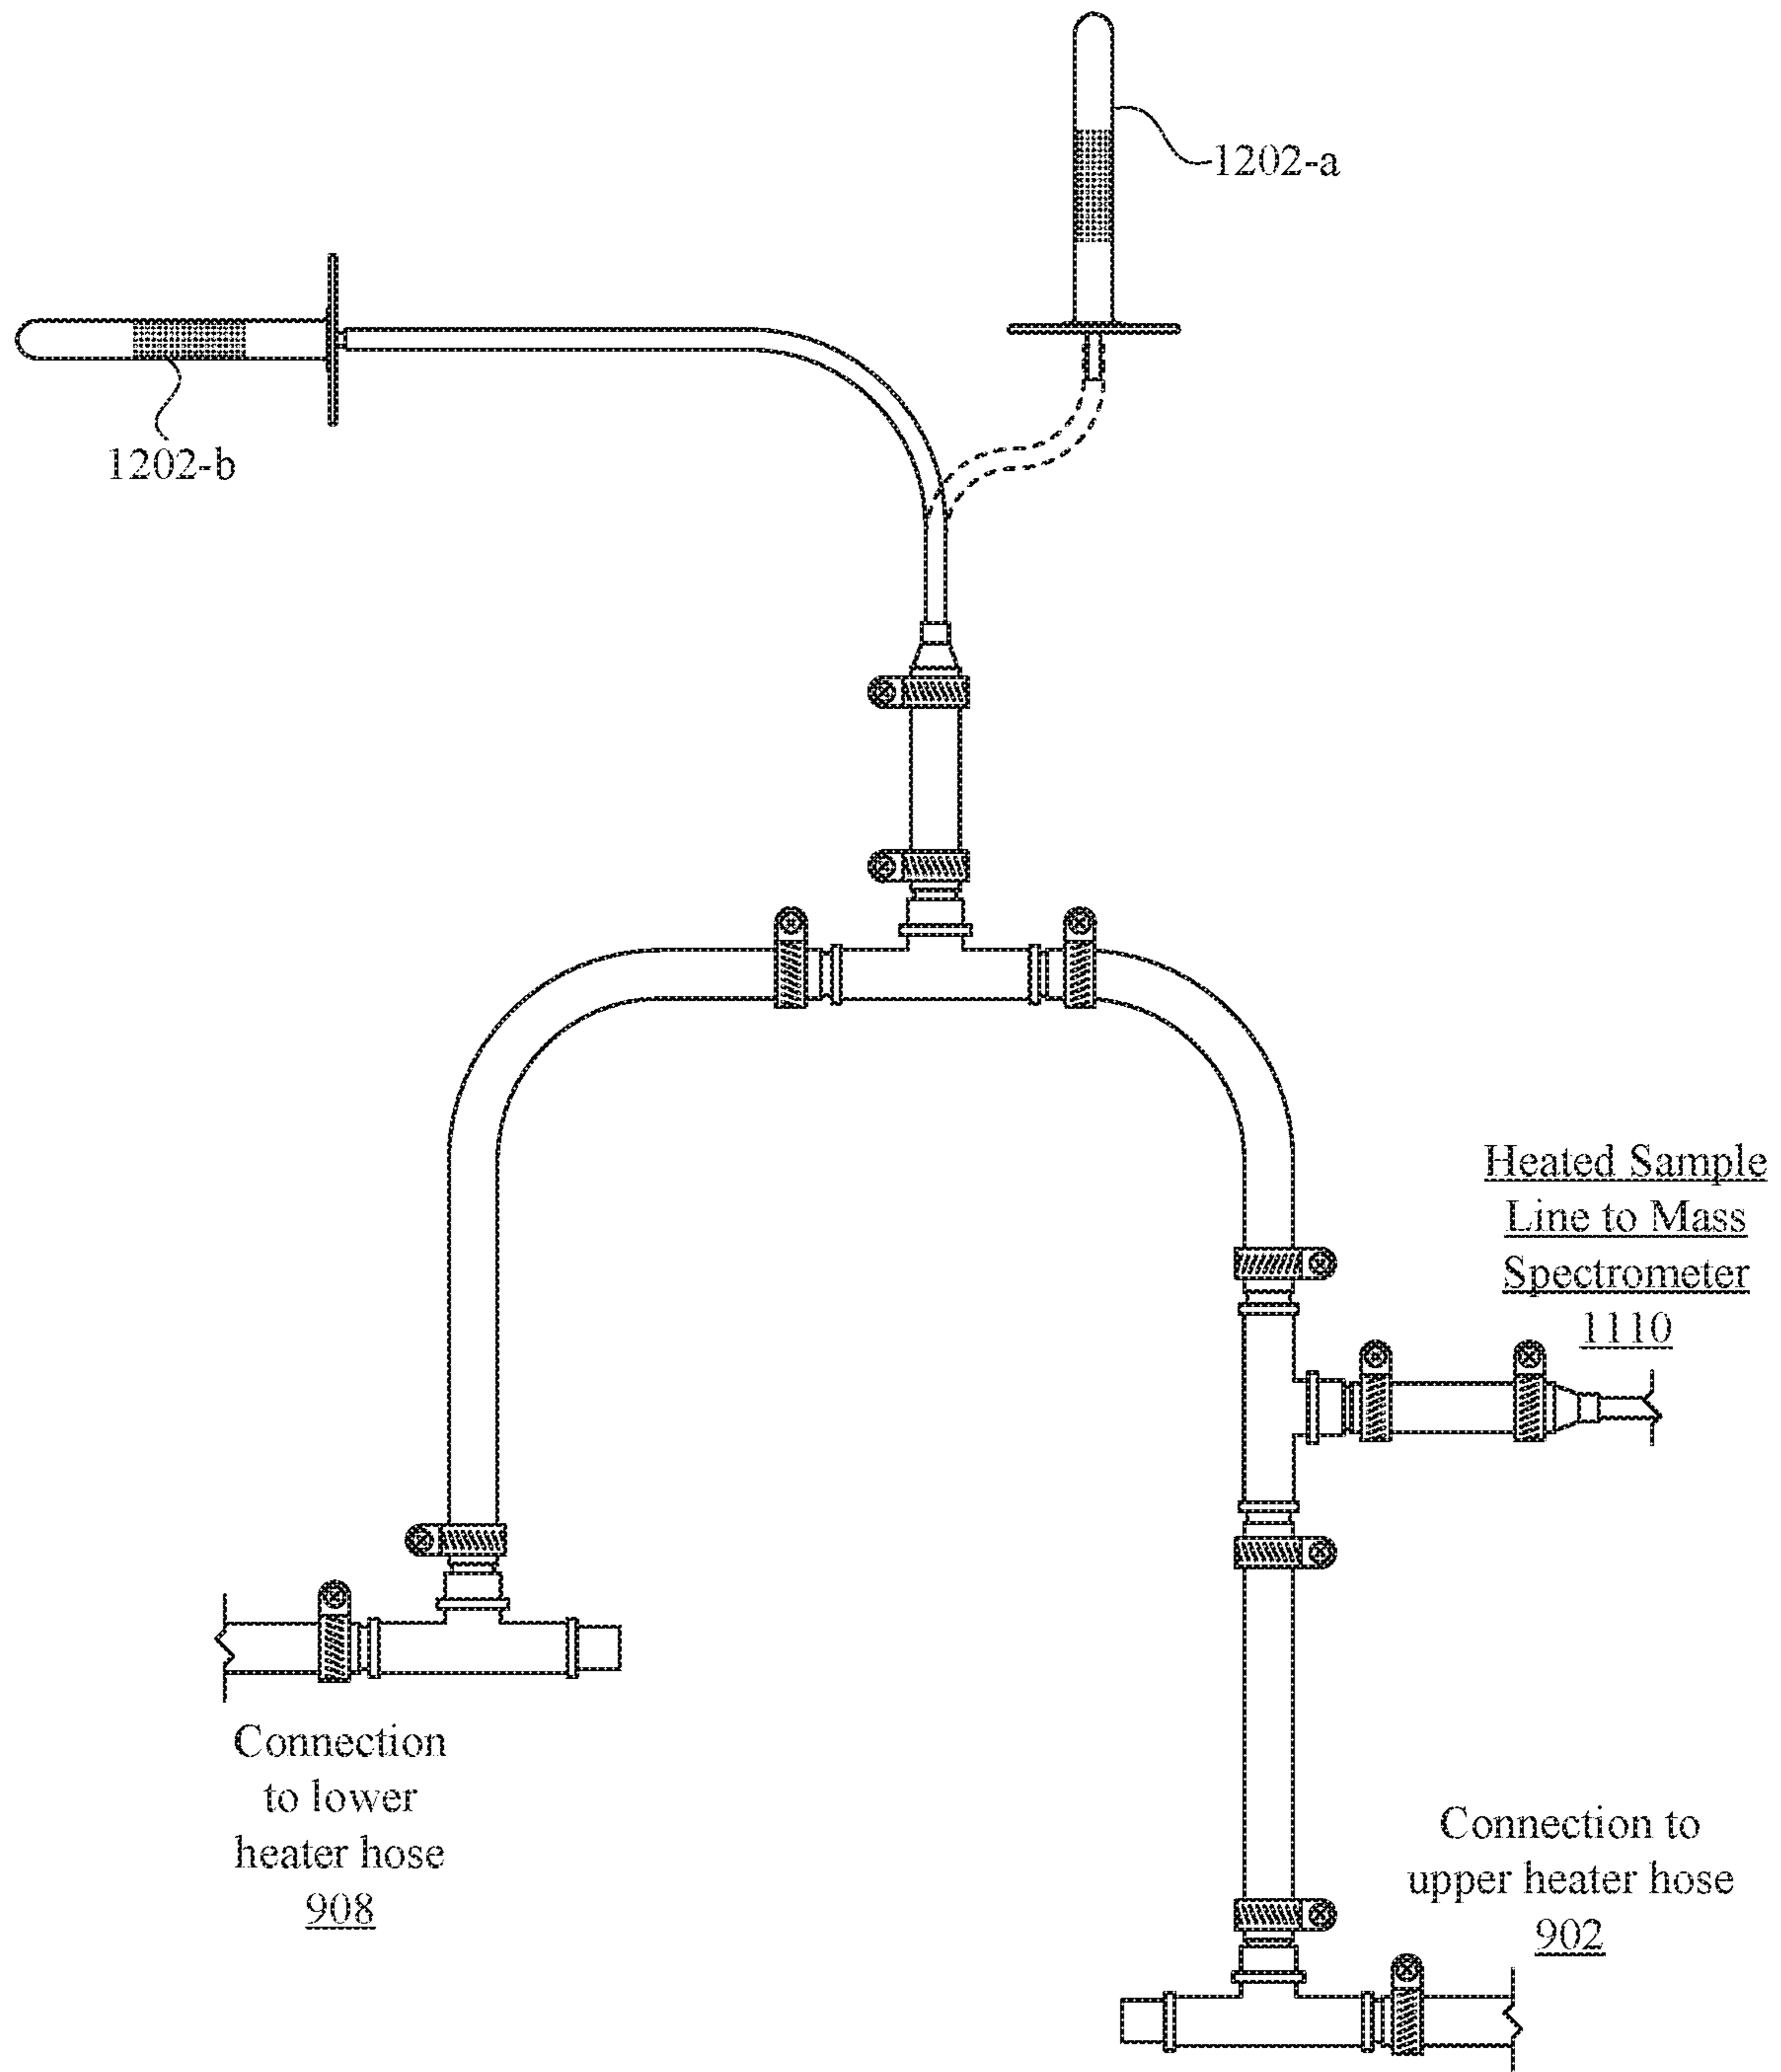 1202-a
1202-b
Heated Sample
Line to Mass
Spectrometer
1110
Connection
to lower
heater hose
908
Connection to
upper heater hose
902